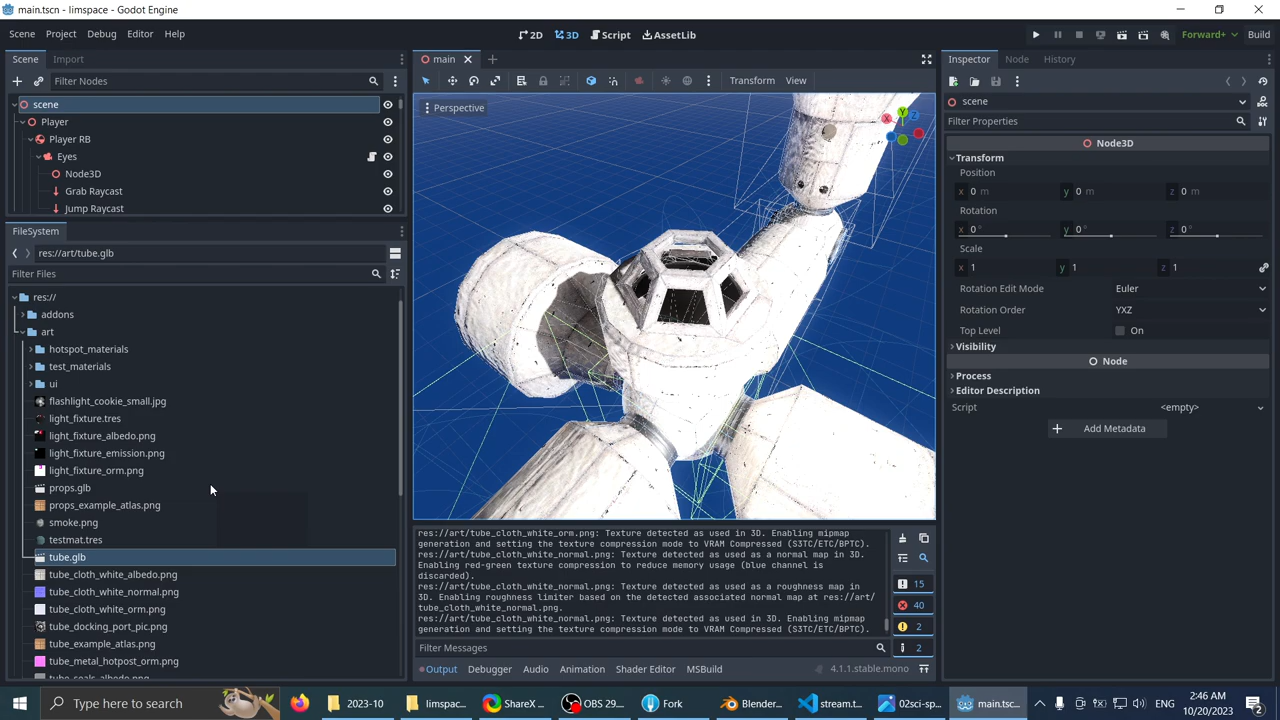 main.tscn - limspace - Godot Engine
Scene Project Debug Editor Help
2D 3D Script AssetLib
Forward+ Build
Scene Import
Filter Nodes
scene
Player
Player RB
Eyes
Node3D
Grab Raycast
Jump Raycast
FileSystem
res://art/tube.glb
Filter Files
res://
addons
art
hotspot_materials
test_materials
ui
flashlight_cookie_small.jpg
light_fixture.tres
light_fixture_albedo.png
light_fixture_emission.png
light_fixture_orm.png
props.glb
props_example_atlas.png
smoke.png
testmat.tres
tube.glb
tube_cloth_white_albedo.png
tube_cloth_white_normal.png
tube_cloth_white_orm.png
tube_docking_port_pic.png
tube_example_atlas.png
tube_metal_hotpost_orm.png
tube_seals_albedo.png
main
Transform View
Perspective
X Y Z
res://art/tube_cloth_white_orm.png: Texture detected as used in 3D. Enabling mipmap
generation and setting the texture compression mode to VRAM Compressed (S3TC/ETC/BPTC).
res://art/tube_cloth_white_normal.png: Texture detected as used as a normal map in 3D.
Enabling red-green texture compression to reduce memory usage (blue channel is
discarded).
res://art/tube_cloth_white_normal.png: Texture detected as used as a roughness map in
3D. Enabling roughness limiter based on the detected associated normal map at res://art/
tube_cloth_white_normal.png.
res://art/tube_cloth_white_normal.png: Texture detected as used in 3D. Enabling mipmap
generation and setting the texture compression mode to VRAM Compressed (S3TC/ETC/BPTC).
15
40
2
2
Filter Messages
Output Debugger Audio Animation Shader Editor MSBuild
4.1.1.stable.mono
Inspector Node History
scene
Filter Properties
Node3D
Transform
Position
x 0 m y 0 m z 0 m
Rotation
x 0 ° y 0 ° z 0 °
Scale
x 1 y 1 z 1
Rotation Edit Mode Euler
Rotation Order YXZ
Top Level On
Visibility
Node
Process
Editor Description
Script <empty>
Add Metadata
Type here to search
2023-10
limspac...
ShareX ...
OBS 29....
Fork
Blender...
stream.t...
02sci-sp...
main.tsc...
ENG
2:46 AM
10/20/2023
2